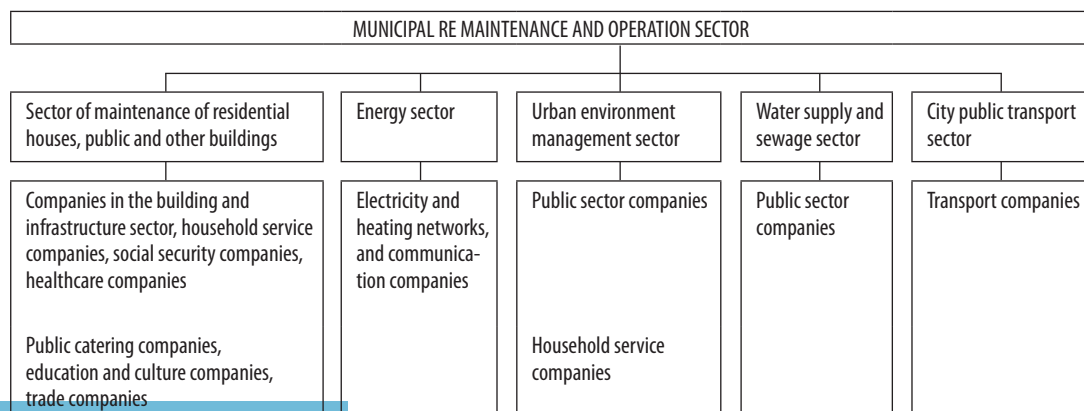 MUNICIPAL RE MAINTENANCE AND OPERATION SECTOR
Sector of maintenance of residential
houses, public and other buildings
Energy sector
Urban environment
management sector
Water supply and
sewage sector
City public transport
sector
Companies in the building and
infrastructure sector, household service
companies, social security companies,
healthcare companies
Public catering companies,
education and culture companies,
trade companies
Electricity and
heating networks,
and communica-
tion companies
Public sector companies
Household service
companies
Public sector
companies
Transport companies